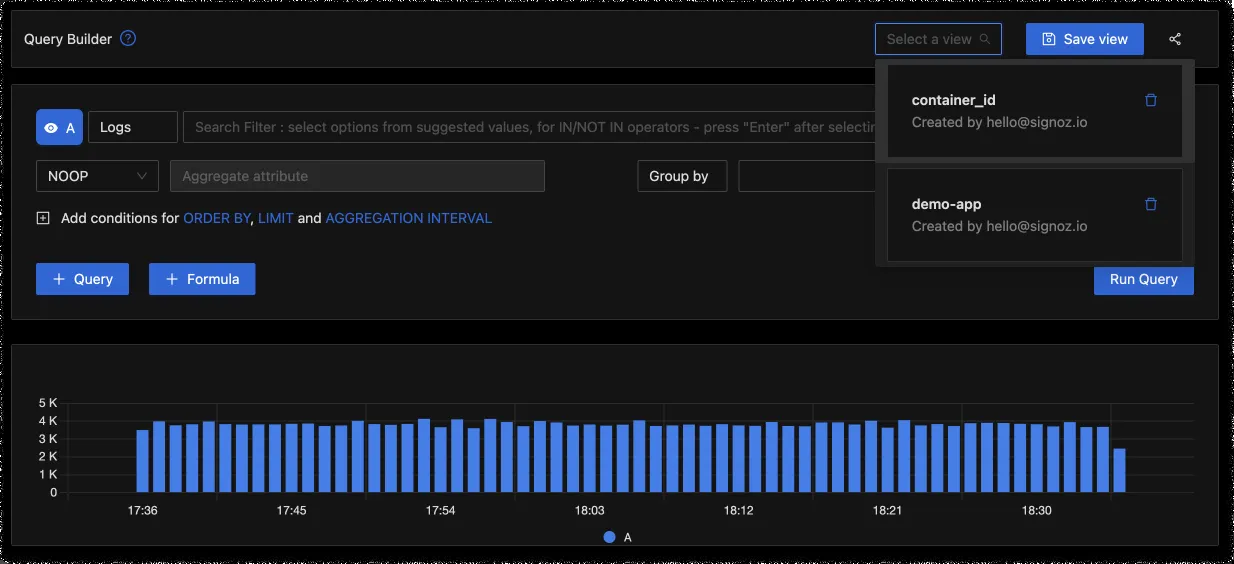 Query Builder
Select a view
Save view
container_id
Created by hello@signoz.io
demo-app
Created by hello@signoz.io
A
Logs
Search Filter : select options from suggested values, for IN/NOT IN operators - press "Enter" after selectin
NOOP
Aggregate attribute
Group by
Add conditions for ORDER BY, LIMIT and AGGREGATION INTERVAL
+ Query
+ Formula
Run Query
5 K
4 K
3 K
2 K
1 K
0
17:36 17:45 17:54 18:03 18:12 18:21 18:30
A